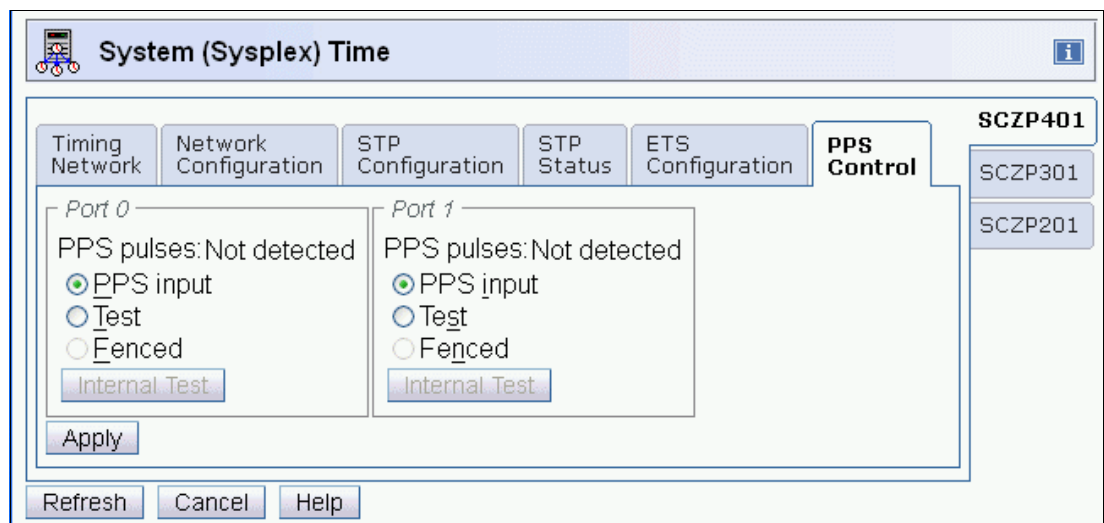 System (Sysplex) Time
i
SCZP401
SCZP301
SCZP201
Timing
Network
Network
Configuration
STP
Configuration
STP
Status
ETS
Configuration
PPS
Control
Port 0
PPS pulses: Not detected
PPS input
Test
Fenced
Internal Test
Port 1
PPS pulses: Not detected
PPS input
Test
Fenced
Internal Test
Apply
Refresh
Cancel
Help